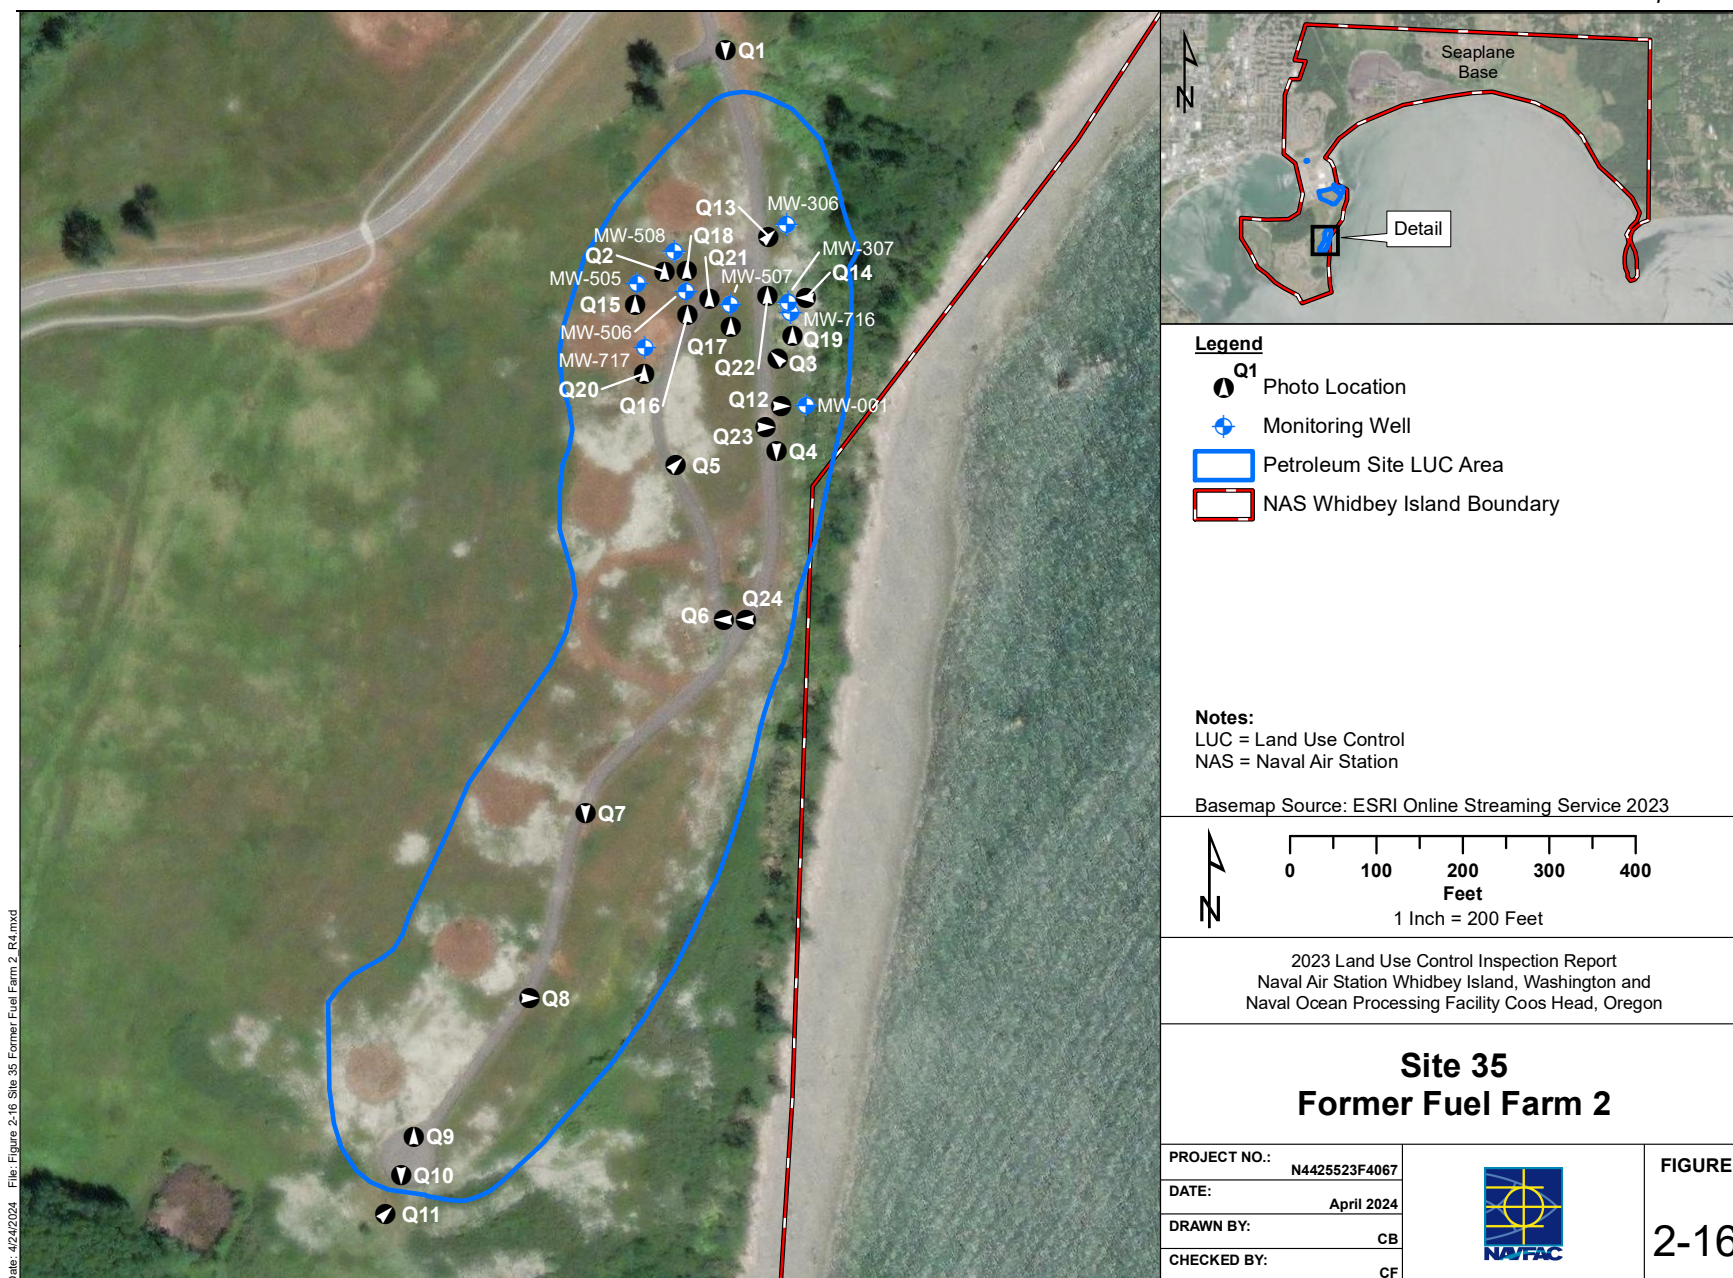 Q1
Q13
MW-306
MW-508
Q18
MW-307
Q2
Q21
MW-505
MW-507
Q14
Q15
MW-506
MW-716
Q17
Q19
MW-717
Q22
Q3
Q20
Q16
Q12
MW-001
Q23
Q4
Q5
Q6
Q24
Q7
Q8
Q9
Q10
Q11
Date: 4/24/2024 File: Figure 2-16 Site 35 Former Fuel Farm 2_R4.mxd
Seaplane
Base
N
Detail
Legend
Q1
Photo Location
Monitoring Well
Petroleum Site LUC Area
NAS Whidbey Island Boundary
Notes:
LUC = Land Use Control
NAS = Naval Air Station
Basemap Source: ESRI Online Streaming Service 2023
N
0 100 200 300 400
Feet
1 Inch = 200 Feet
2023 Land Use Control Inspection Report
Naval Air Station Whidbey Island, Washington and
Naval Ocean Processing Facility Coos Head, Oregon
Site 35
Former Fuel Farm 2
PROJECT NO.:
N4425523F4067
DATE:
April 2024
DRAWN BY:
CB
CHECKED BY:
CF
NAVFAC
FIGURE
2-16